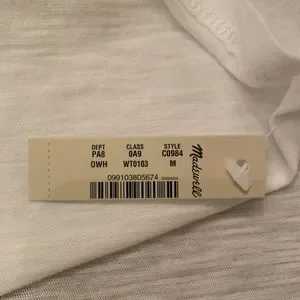 DEPT CLASS STYLE
PA8 0A9 C0984
OWH WT0103 M
099103805674
Madewell